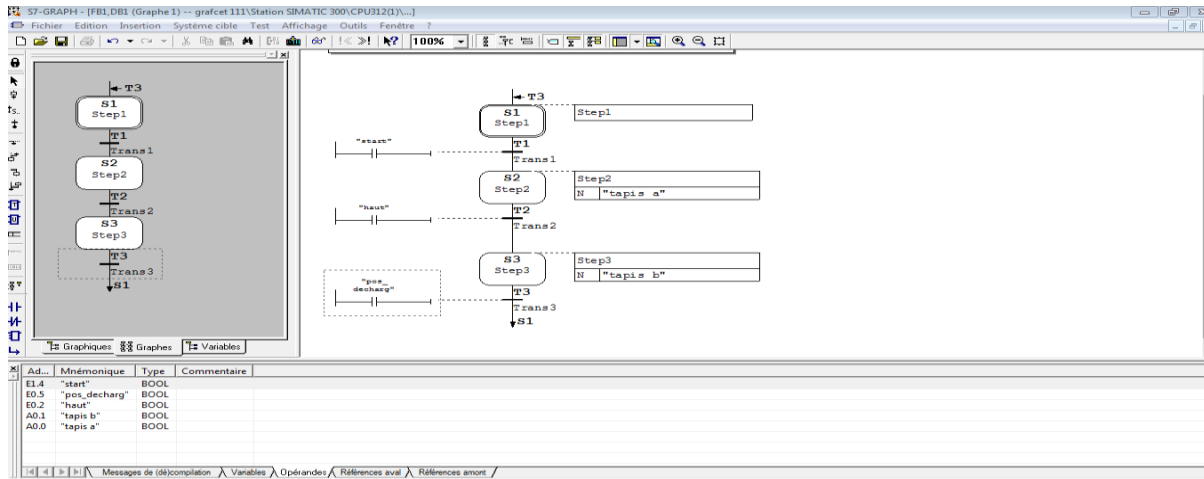 S7-GRAPH - [FB1,DB1 (Graphe 1) -- grafcet 111\Station SIMATIC 300\CPU312(1)\...]
Fichier Edition Insertion Système cible Test Affichage Outils Fenêtre ?
100%
T3
S1
Step1
T1
Trans1
S2
Step2
T2
Trans2
S3
Step3
T3
Trans3
S1
Graphiques Graphes Variables
T3
S1
Step1
Step1
"start"
T1
Trans1
S2
Step2
Step2
N "tapis a"
"haut"
T2
Trans2
S3
Step3
Step3
N "tapis b"
"pos_
decharg"
T3
Trans3
S1
Ad... Mnémonique Type Commentaire
E1.4 "start" BOOL
E0.5 "pos_decharg" BOOL
E0.2 "haut" BOOL
A0.1 "tapis b" BOOL
A0.0 "tapis a" BOOL
Messages de (dé)compilation Variables Opérandes Références aval Références amont